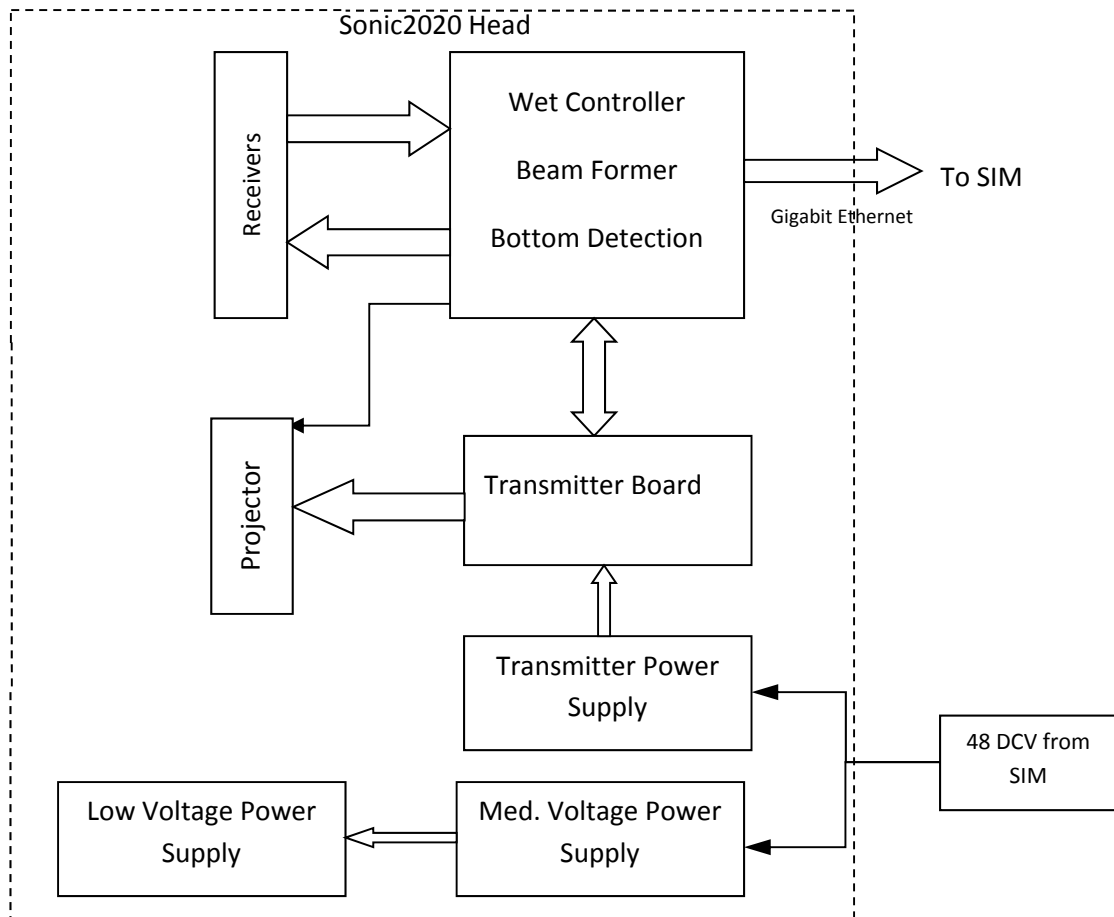 Sonic2020 Head
Receivers
Wet Controller
Beam Former
Bottom Detection
To SIM
Gigabit Ethernet
Projector
Transmitter Board
Transmitter Power
Supply
48 DCV from
SIM
Low Voltage Power
Supply
Med. Voltage Power
Supply